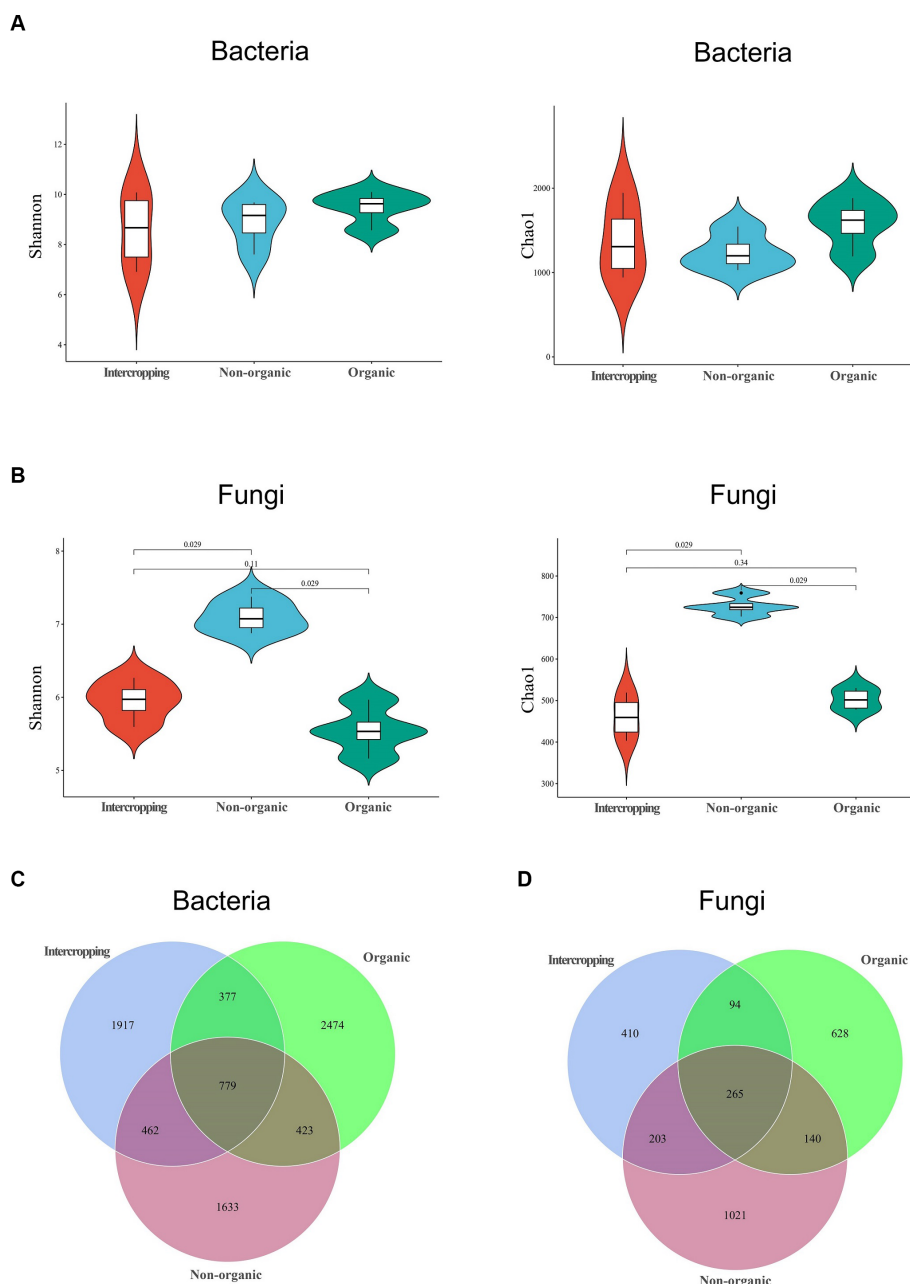 A
Bacteria
Bacteria
Shannon
12
10
8
6
4
Intercropping
Non-organic
Organic
Chao1
2000
1000
0
Intercropping
Non-organic
Organic
B
Fungi
Fungi
Shannon
8
7
6
5
0.029
0.11
0.029
Intercropping
Non-organic
Organic
Chao1
800
700
600
500
400
300
0.029
0.34
0.029
Intercropping
Non-organic
Organic
C
Bacteria
Intercropping
Organic
377
1917
2474
779
462
423
1633
Non-organic
D
Fungi
Intercropping
Organic
94
410
628
265
203
140
1021
Non-organic